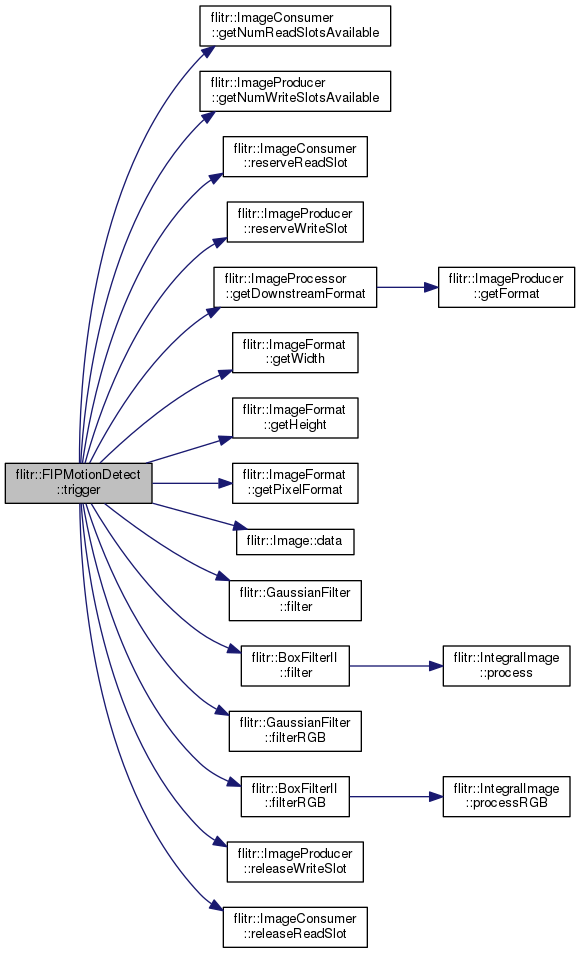 flitr::ImageConsumer
::getNumReadSlotsAvailable
flitr::ImageProducer
::getNumWriteSlotsAvailable
flitr::ImageConsumer
::reserveReadSlot
flitr::ImageProducer
::reserveWriteSlot
flitr::ImageProcessor
::getDownstreamFormat
flitr::ImageProducer
::getFormat
flitr::ImageFormat
::getWidth
flitr::ImageFormat
::getHeight
flitr::FIPMotionDetect
::trigger
flitr::ImageFormat
::getPixelFormat
flitr::Image::data
flitr::GaussianFilter
::filter
flitr::BoxFilterII
::filter
flitr::IntegralImage
::process
flitr::GaussianFilter
::filterRGB
flitr::BoxFilterII
::filterRGB
flitr::IntegralImage
::processRGB
flitr::ImageProducer
::releaseWriteSlot
flitr::ImageConsumer
::releaseReadSlot